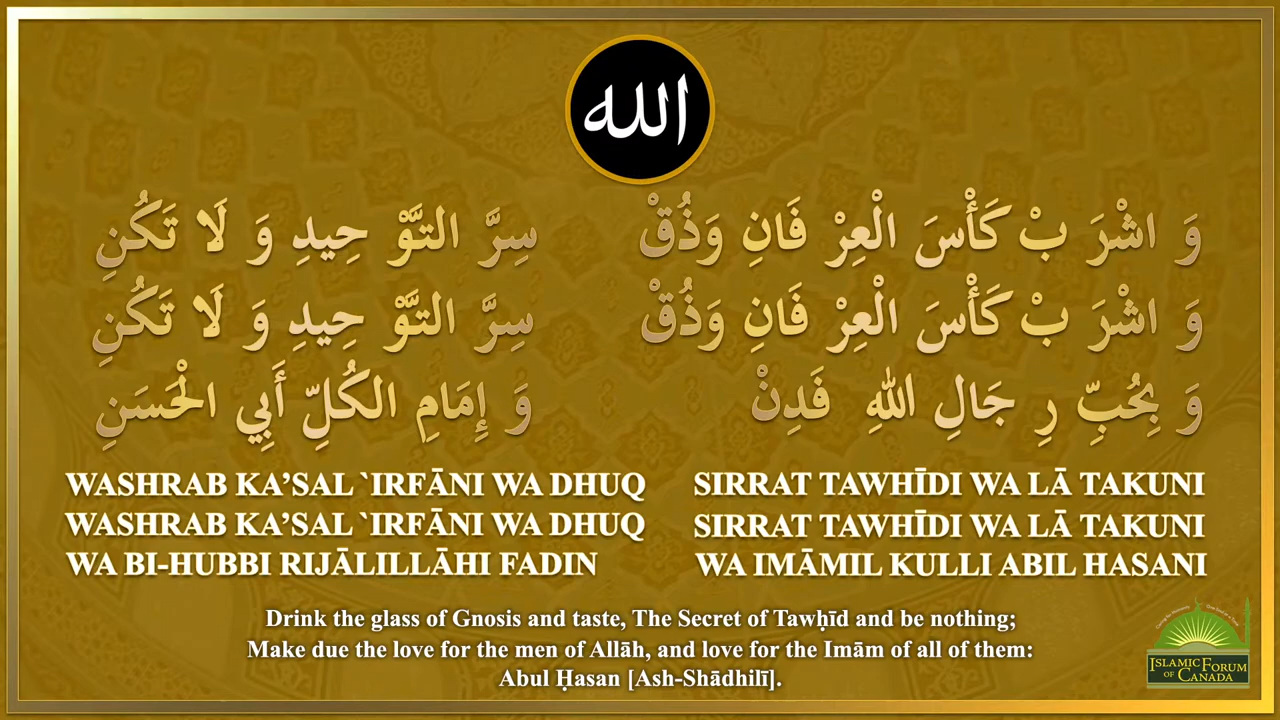 الله
وَ اشْرَ بْ كَأْسَ الْعِرْ فَانِ وَذُقْ سِرَّ التَّوْ حِيدِ وَ لَا تَكُنِ
وَ اشْرَ بْ كَأْسَ الْعِرْ فَانِ وَذُقْ سِرَّ التَّوْ حِيدِ وَ لَا تَكُنِ
وَ بِحُبِّ رِ جَالِ اللهِ فَدِنْ وَ إِمَامِ الكُلِّ أَبِي الْحَسَنِ
WASHRAB KA’SAL `IRFĀNI WA DHUQ SIRRAT TAWHĪDI WA LĀ TAKUNI
WASHRAB KA’SAL `IRFĀNI WA DHUQ SIRRAT TAWHĪDI WA LĀ TAKUNI
WA BI-HUBBI RIJĀLILLĀHI FADIN WA IMĀMIL KULLI ABIL HASANI
Drink the glass of Gnosis and taste, The Secret of Tawḥīd and be nothing;
Make due the love for the men of Allāh, and love for the Imām of all of them:
Abul Ḥasan [Ash-Shādhilī].
ISLAMIC FORUM
OF CANADA